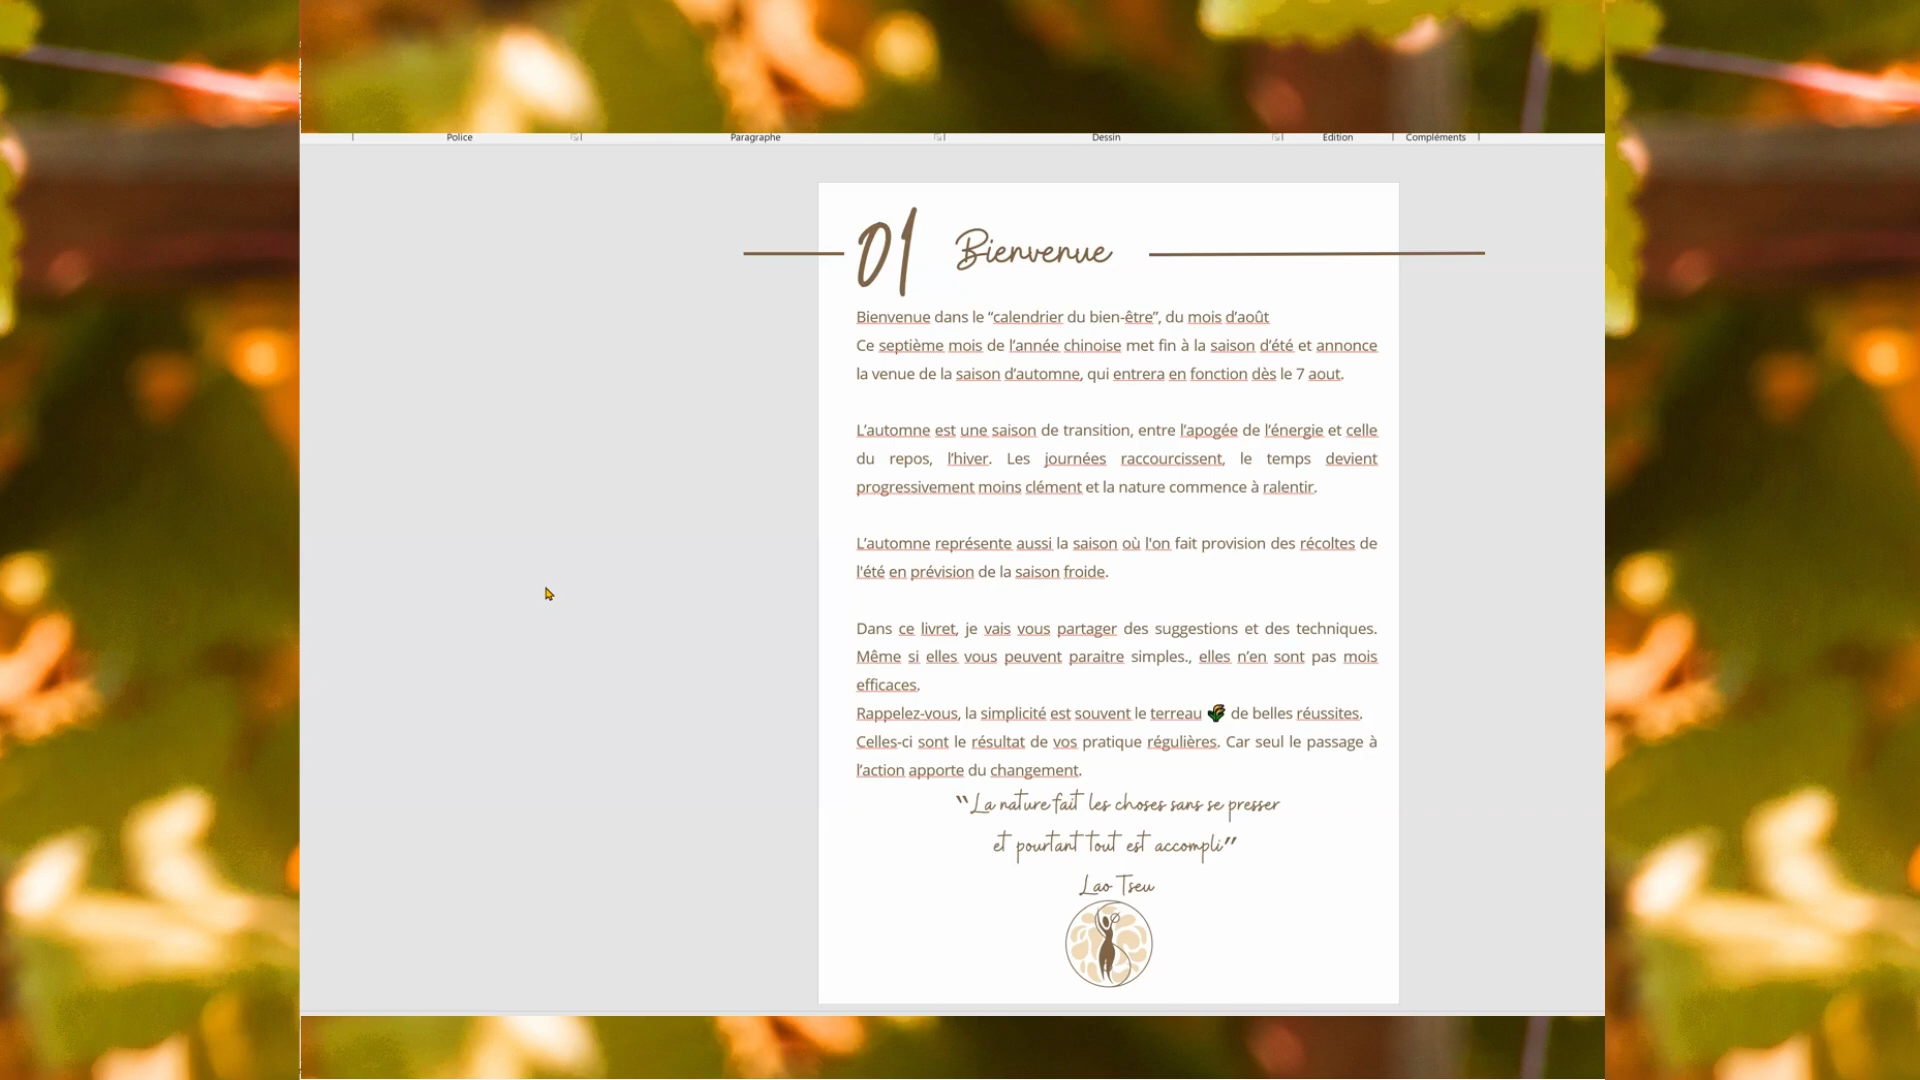 Police Paragraphe Dessin Édition Compléments
01 Bienvenue
Bienvenue dans le “calendrier du bien-être”, du mois d’août
Ce septième mois de l’année chinoise met fin à la saison d’été et annonce
la venue de la saison d’automne, qui entrera en fonction dès le 7 aout.
L’automne est une saison de transition, entre l’apogée de l’énergie et celle
du repos, l’hiver. Les journées raccourcissent, le temps devient
progressivement moins clément et la nature commence à ralentir.
L’automne représente aussi la saison où l'on fait provision des récoltes de
l'été en prévision de la saison froide.
Dans ce livret, je vais vous partager des suggestions et des techniques.
Même si elles vous peuvent paraitre simples., elles n’en sont pas mois
efficaces.
Rappelez-vous, la simplicité est souvent le terreau 🌾 de belles réussites.
Celles-ci sont le résultat de vos pratique régulières. Car seul le passage à
l’action apporte du changement.
“La nature fait les choses sans se presser
et pourtant tout est accompli”
Lao Tseu